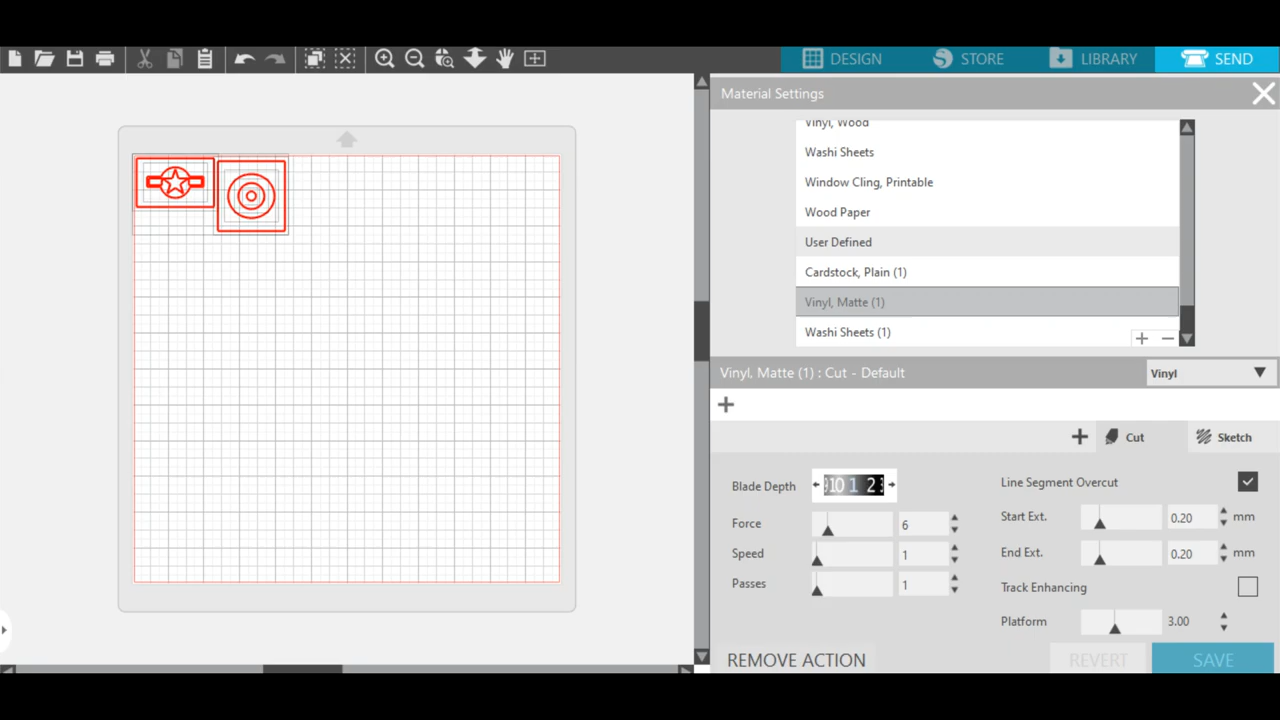 DESIGN STORE LIBRARY SEND
Material Settings
Vinyl, Wood
Washi Sheets
Window Cling, Printable
Wood Paper
User Defined
Cardstock, Plain (1)
Vinyl, Matte (1)
Washi Sheets (1)
Vinyl, Matte (1) : Cut - Default Vinyl
Cut Sketch
Blade Depth 10 1 2 Line Segment Overcut
Force 6 Start Ext. 0.20 mm
Speed 1 End Ext. 0.20 mm
Passes 1 Track Enhancing
Platform 3.00
REMOVE ACTION REVERT SAVE